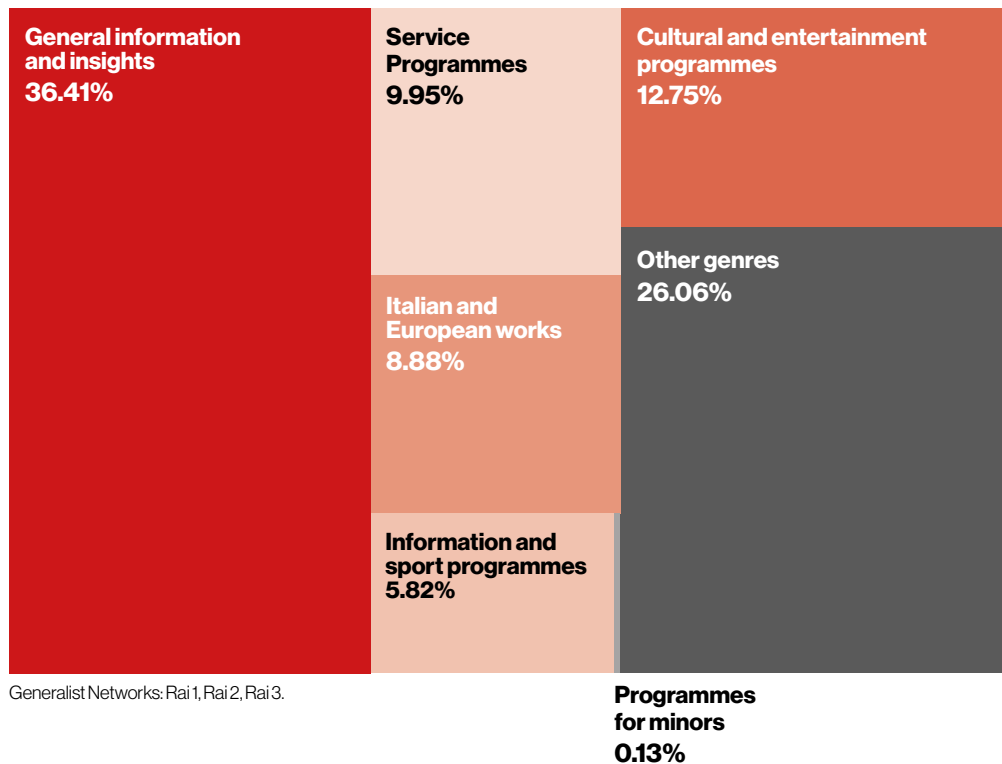 General information
and insights
36.41%
Service
Programmes
9.95%
Cultural and entertainment
programmes
12.75%
Other genres
26.06%
Italian and
European works
8.88%
Information and
sport programmes
5.82%
Generalist Networks: Rai 1, Rai 2, Rai 3.
Programmes
for minors
0.13%